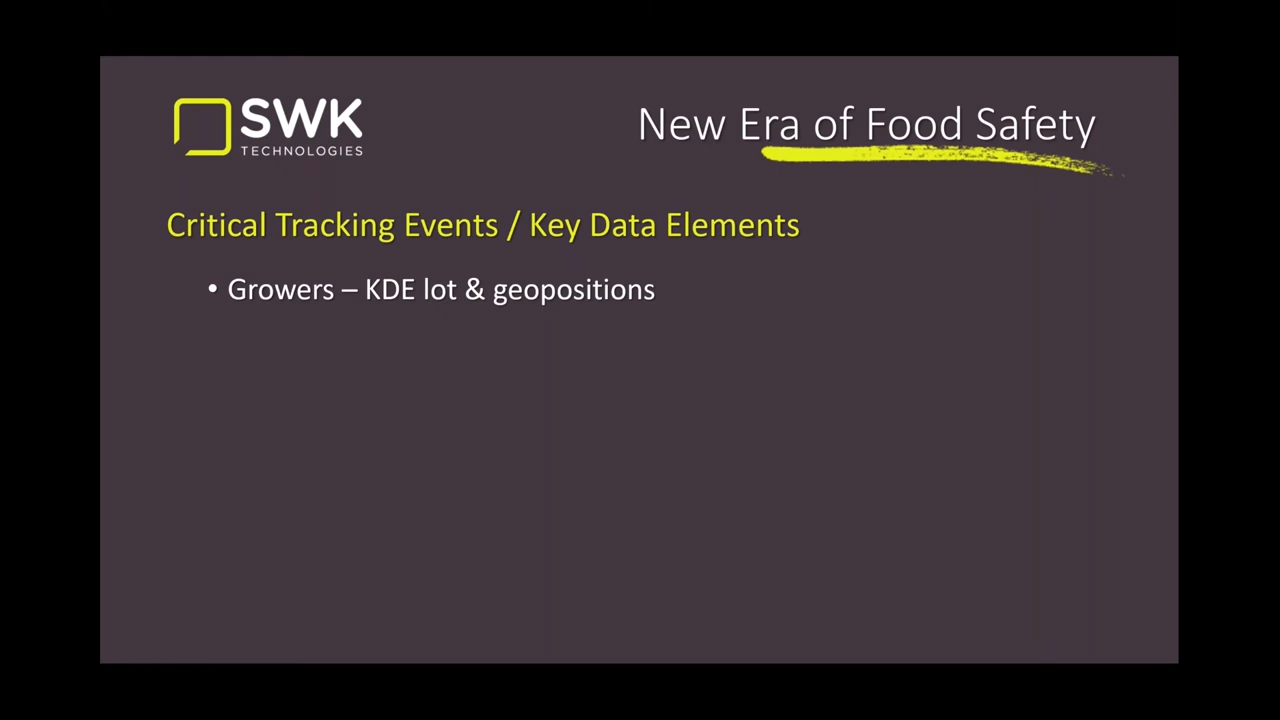 SWK
TECHNOLOGIES
New Era of Food Safety
Critical Tracking Events / Key Data Elements
• Growers – KDE lot & geopositions